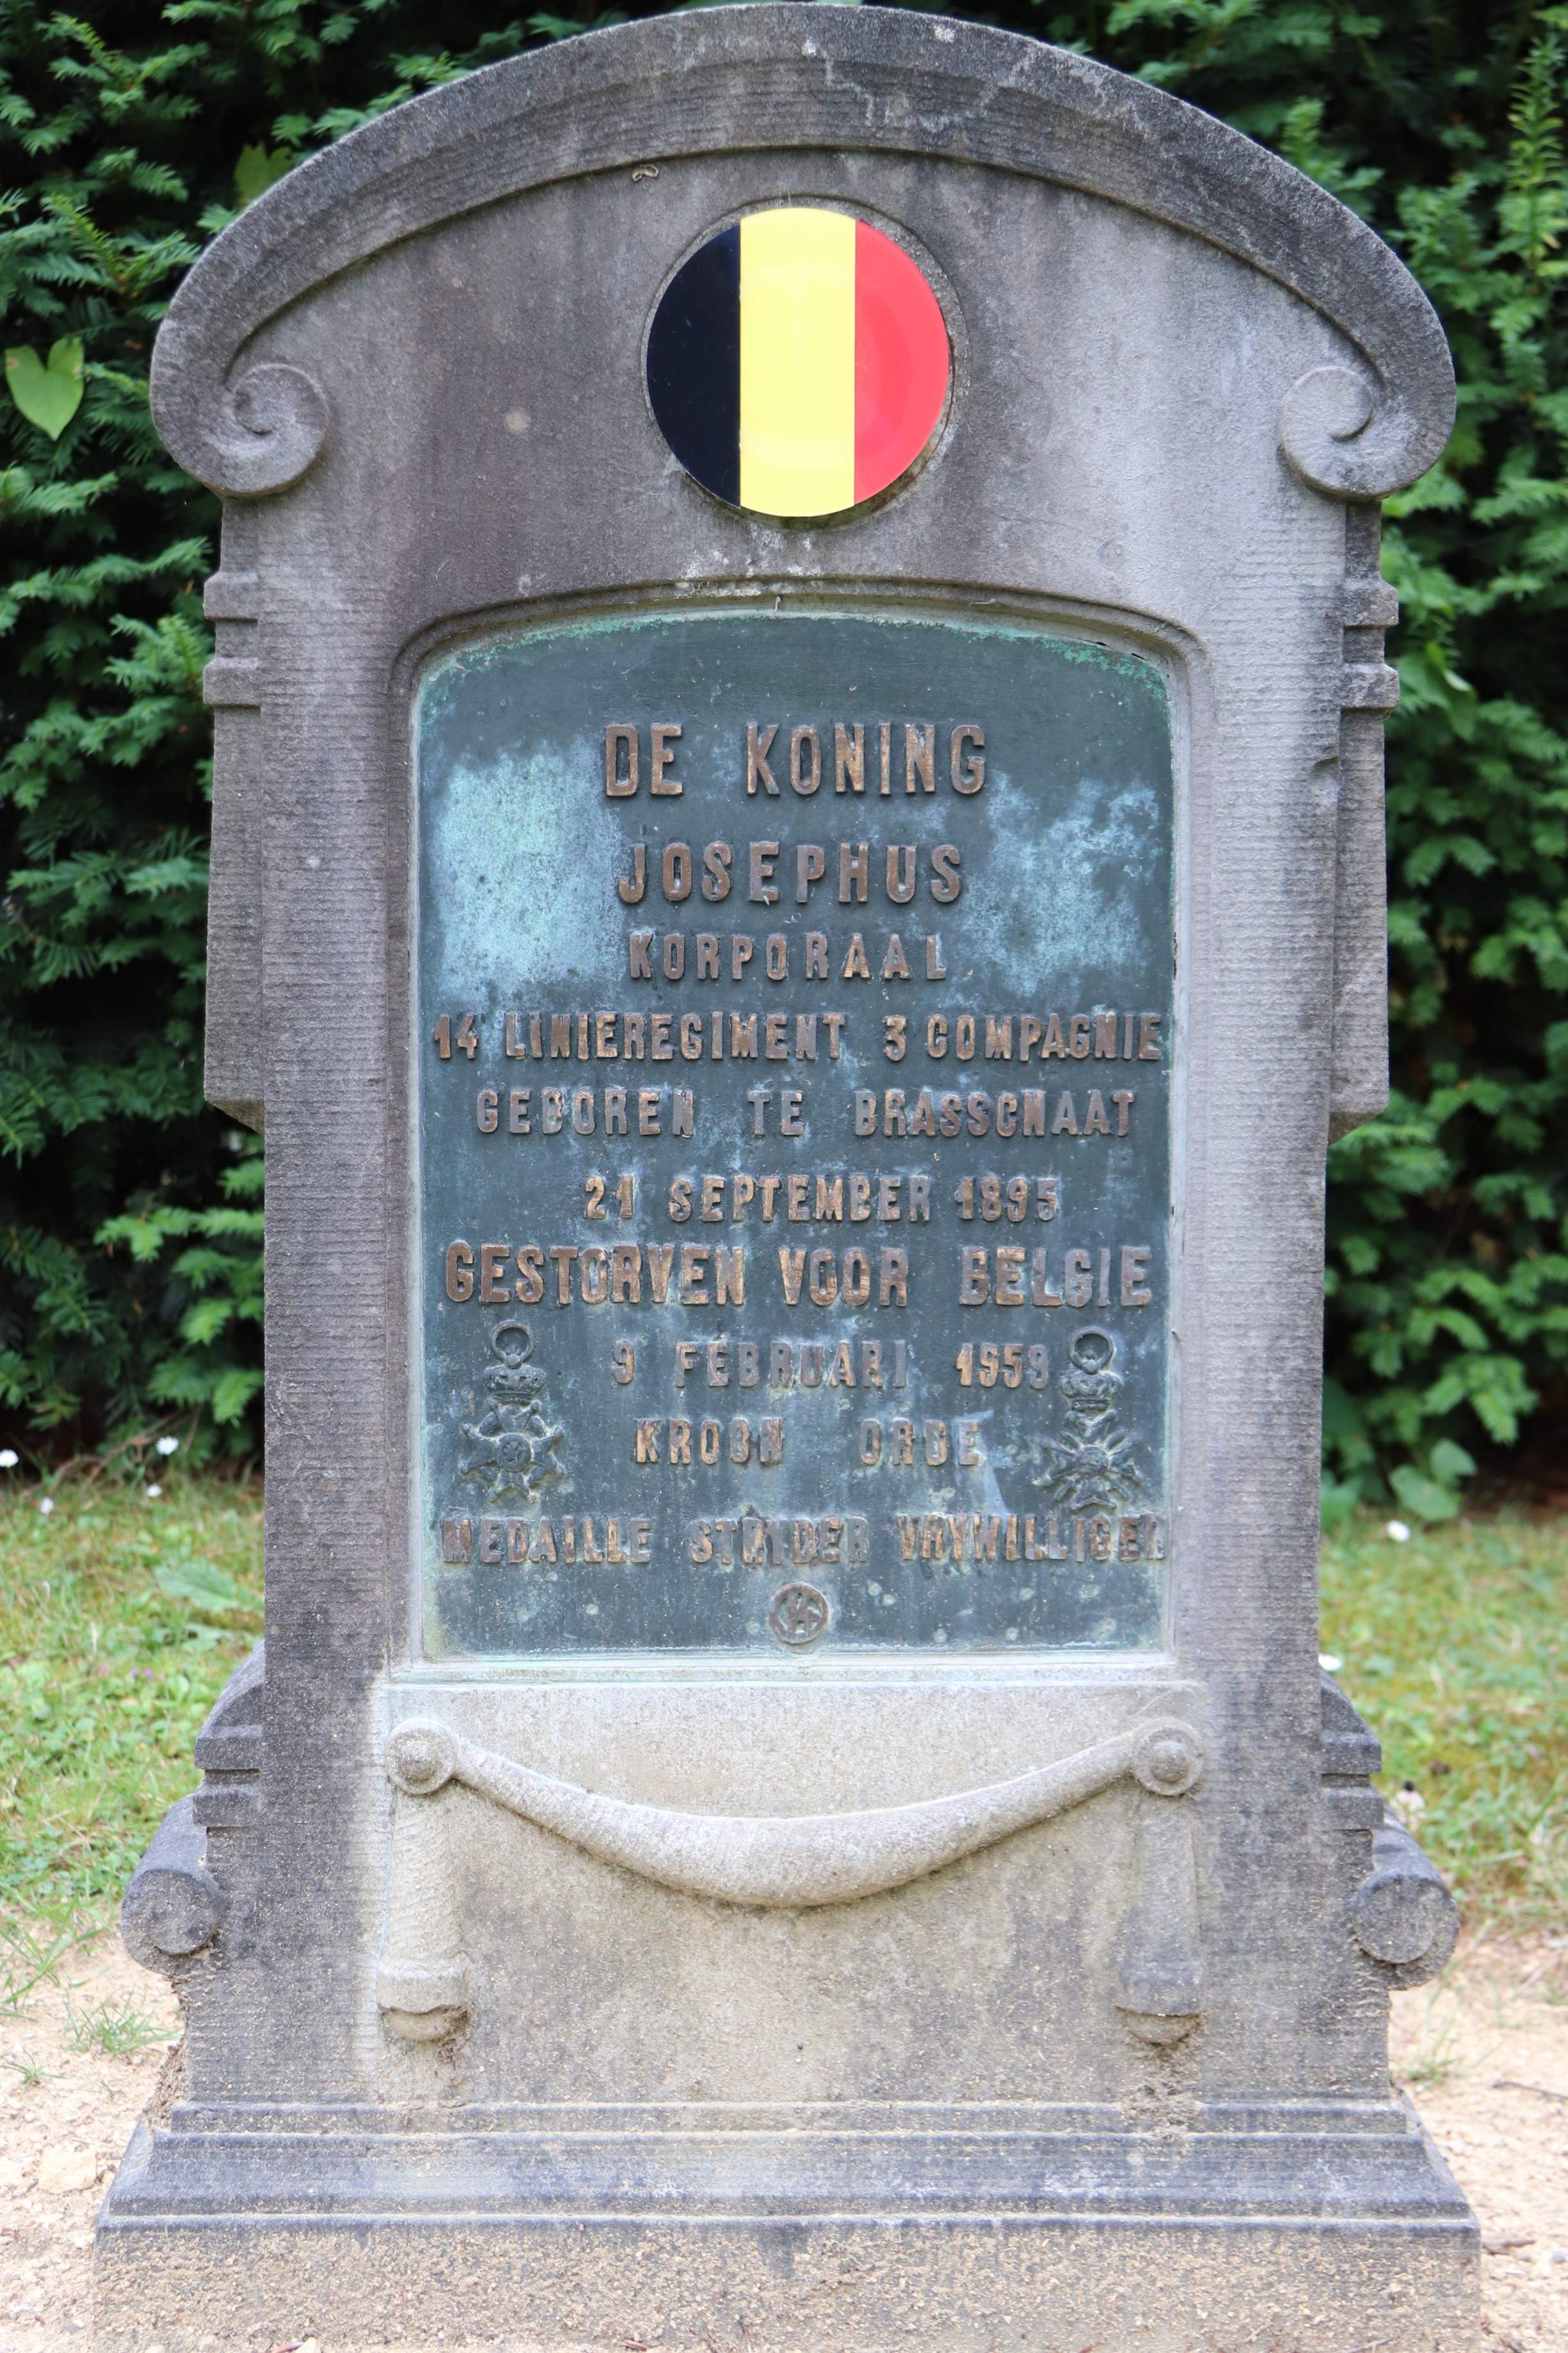 DE KONING
JOSEPHUS
KORPORAAL
14 LINIEREGIMENT 3 COMPAGNIE
GEBOREN TE BRASSCHAAT
21 SEPTEMBER 1895
GESTORVEN VOOR BELGIE
9 FEBRUARI 1959
KROON ORDE
MEDAILLE STRYDER VRYWILLIGER